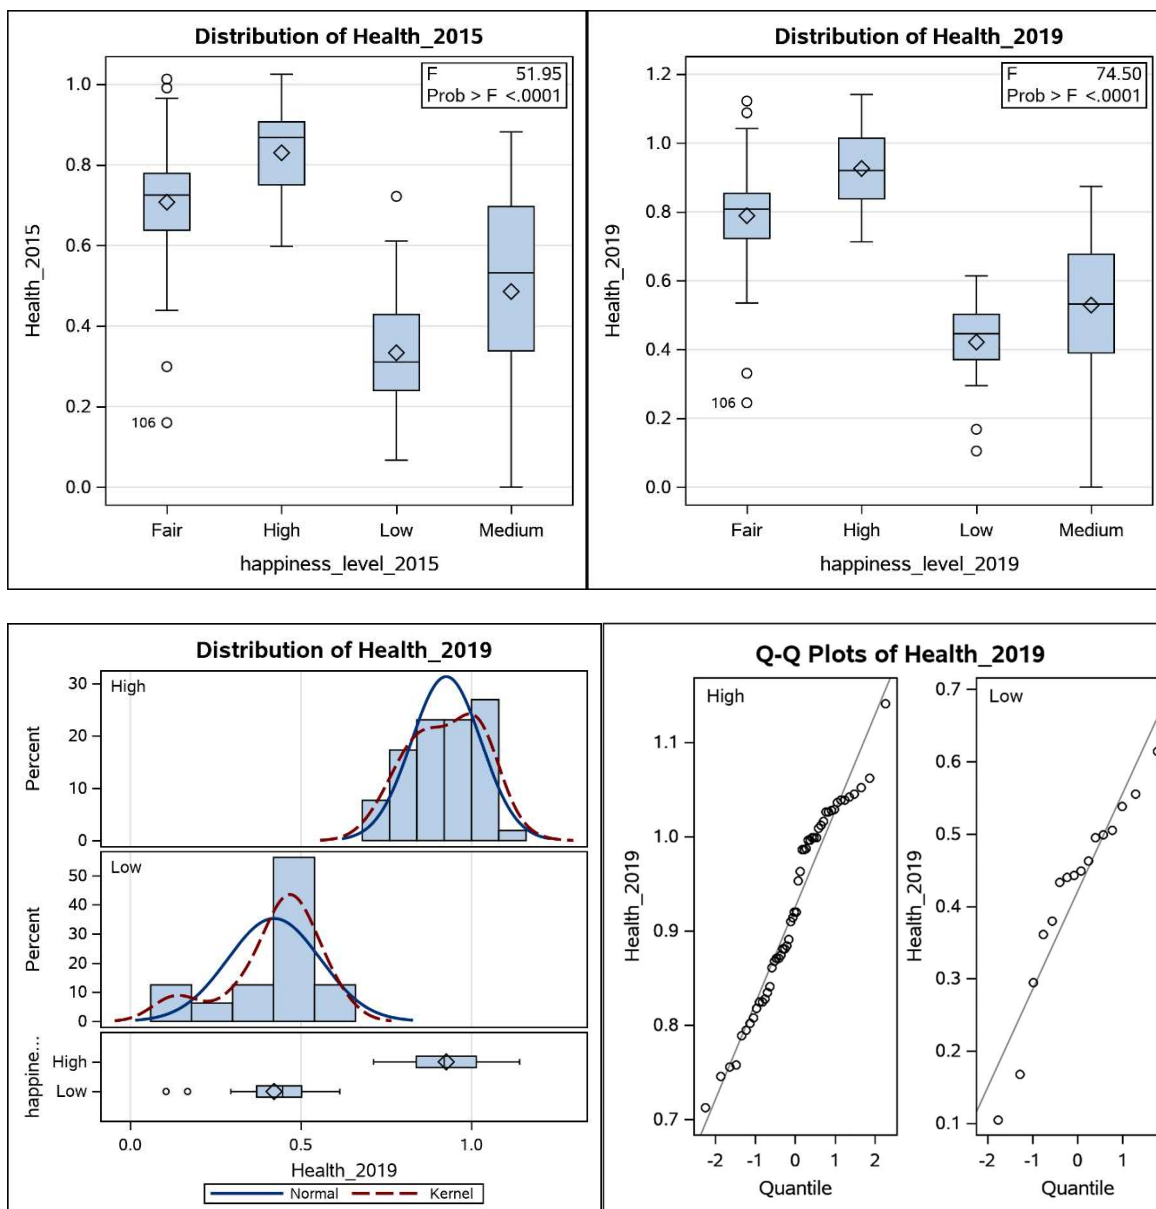 Distribution of Health_2015
F 51.95
Prob > F <.0001
Health_2015
1.0
0.8
0.6
0.4
0.2
0.0
106
Fair High Low Medium
happiness_level_2015
Distribution of Health_2019
F 74.50
Prob > F <.0001
Health_2019
1.2
1.0
0.8
0.6
0.4
0.2
0.0
106
Fair High Low Medium
happiness_level_2019
Distribution of Health_2019
High
Percent
30
20
10
0
Low
Percent
50
40
30
20
10
0
happine...
High
Low
0.0 0.5 1.0
Health_2019
Normal Kernel
Q-Q Plots of Health_2019
High
Health_2019
1.1
1.0
0.9
0.8
0.7
-2 -1 0 1 2
Quantile
Low
Health_2019
0.7
0.6
0.5
0.4
0.3
0.2
0.1
-2 -1 0 1
Quantile